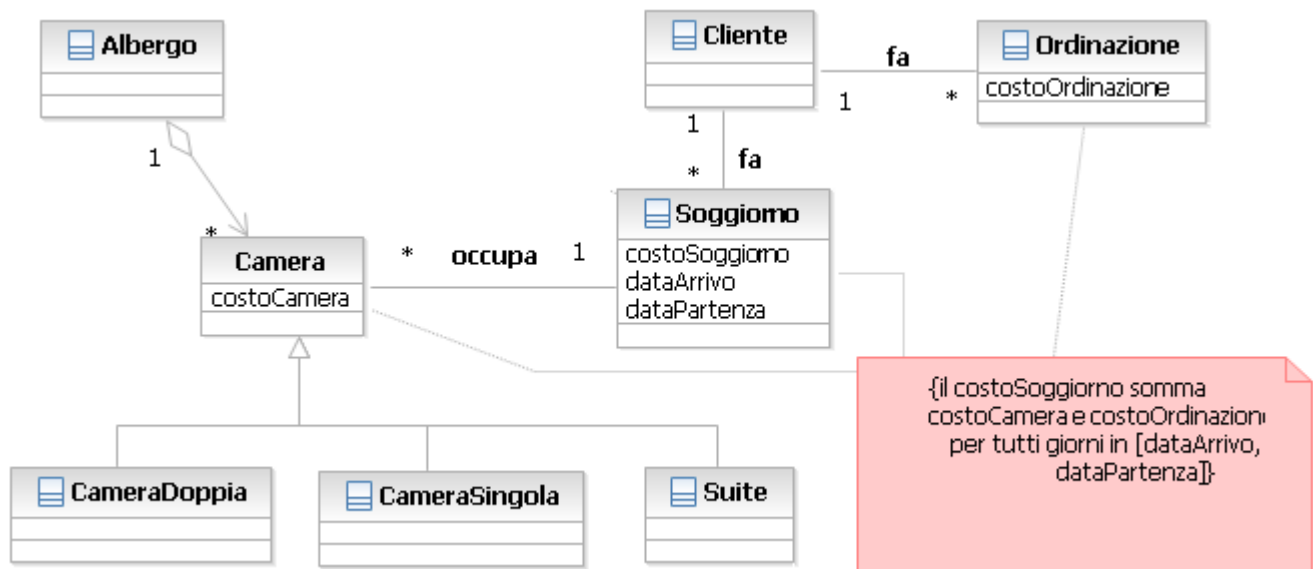 Albergo
Cliente
Ordinazione
costoOrdinazione
fa
1
*
1
*
fa
1
*
Camera
costoCamera
*
occupa
1
Soggiorno
costoSoggiorno
dataArrivo
dataPartenza
{il costoSoggiorno somma
costoCamera e costoOrdinazion
per tutti giorni in [dataArrivo,
dataPartenza]}
CameraDoppia
CameraSingola
Suite